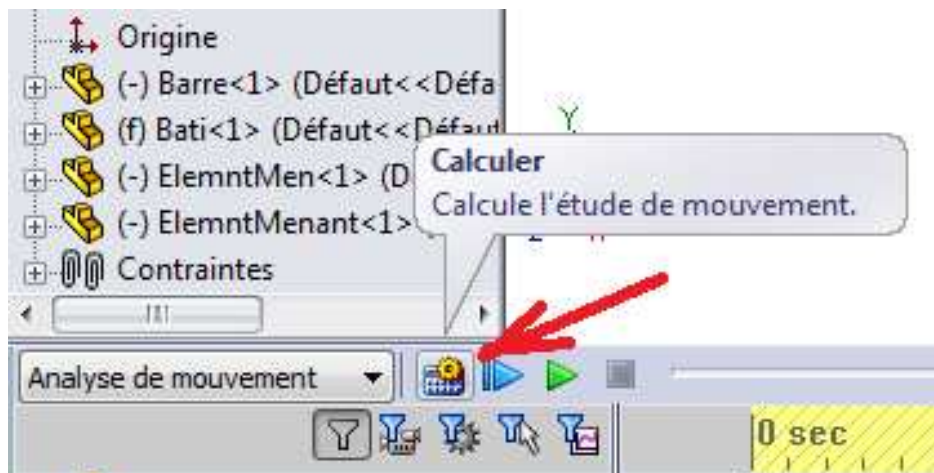 Origine
(-) Barre<1> (Défaut<<Défa
(f) Bati<1> (Défaut<<Défaut
(-) ElemntMen<1> (D
(-) ElemntMenant<1>
Contraintes
Y
Calculer
Calcule l'étude de mouvement.
Analyse de mouvement
0 sec